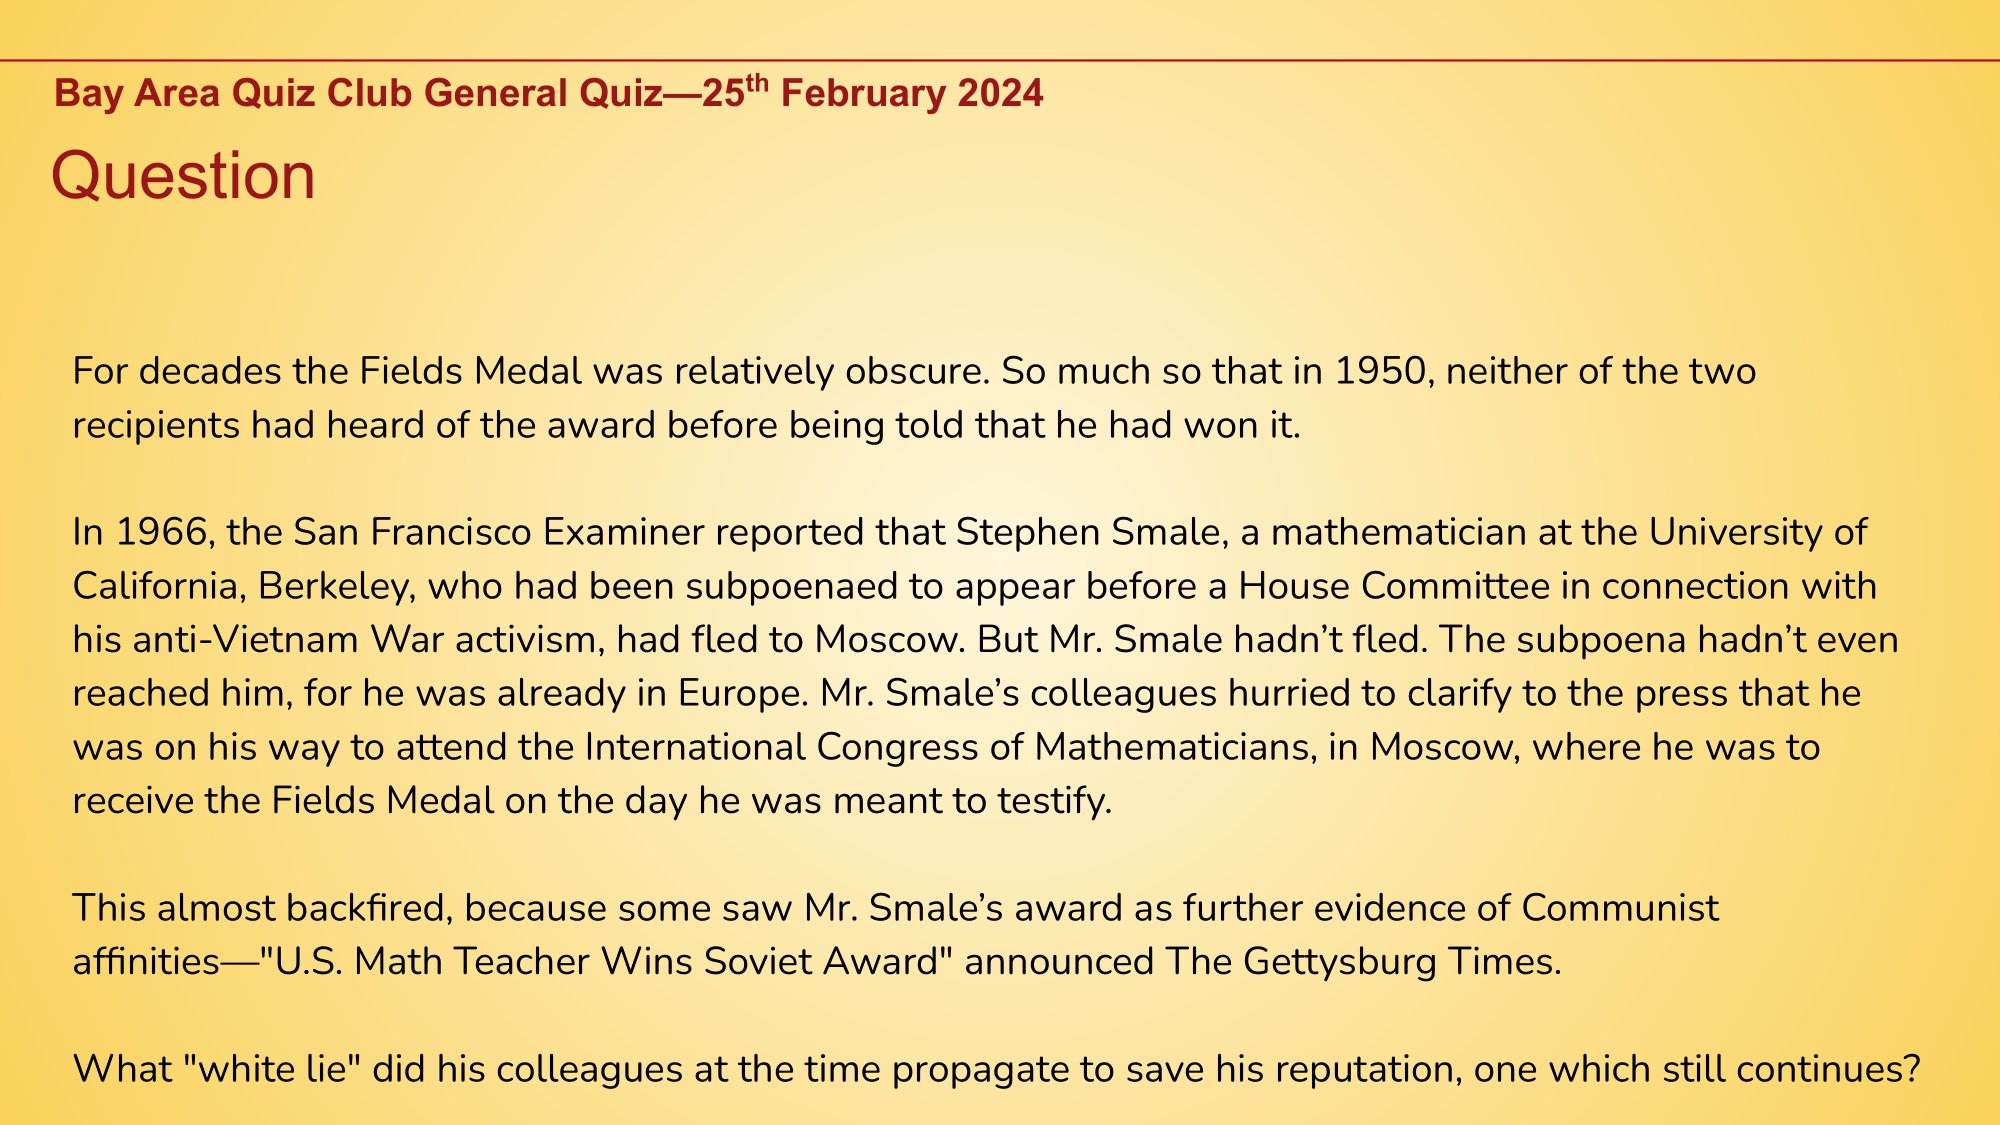 Bay Area Quiz Club General Quiz—25th February 2024
Question
For decades the Fields Medal was relatively obscure. So much so that in 1950, neither of the two
recipients had heard of the award before being told that he had won it.
In 1966, the San Francisco Examiner reported that Stephen Smale, a mathematician at the University of
California, Berkeley, who had been subpoenaed to appear before a House Committee in connection with
his anti-Vietnam War activism, had fled to Moscow. But Mr. Smale hadn’t fled. The subpoena hadn’t even
reached him, for he was already in Europe. Mr. Smale’s colleagues hurried to clarify to the press that he
was on his way to attend the International Congress of Mathematicians, in Moscow, where he was to
receive the Fields Medal on the day he was meant to testify.
This almost backfired, because some saw Mr. Smale’s award as further evidence of Communist
affinities—"U.S. Math Teacher Wins Soviet Award" announced The Gettysburg Times.
What "white lie" did his colleagues at the time propagate to save his reputation, one which still continues?